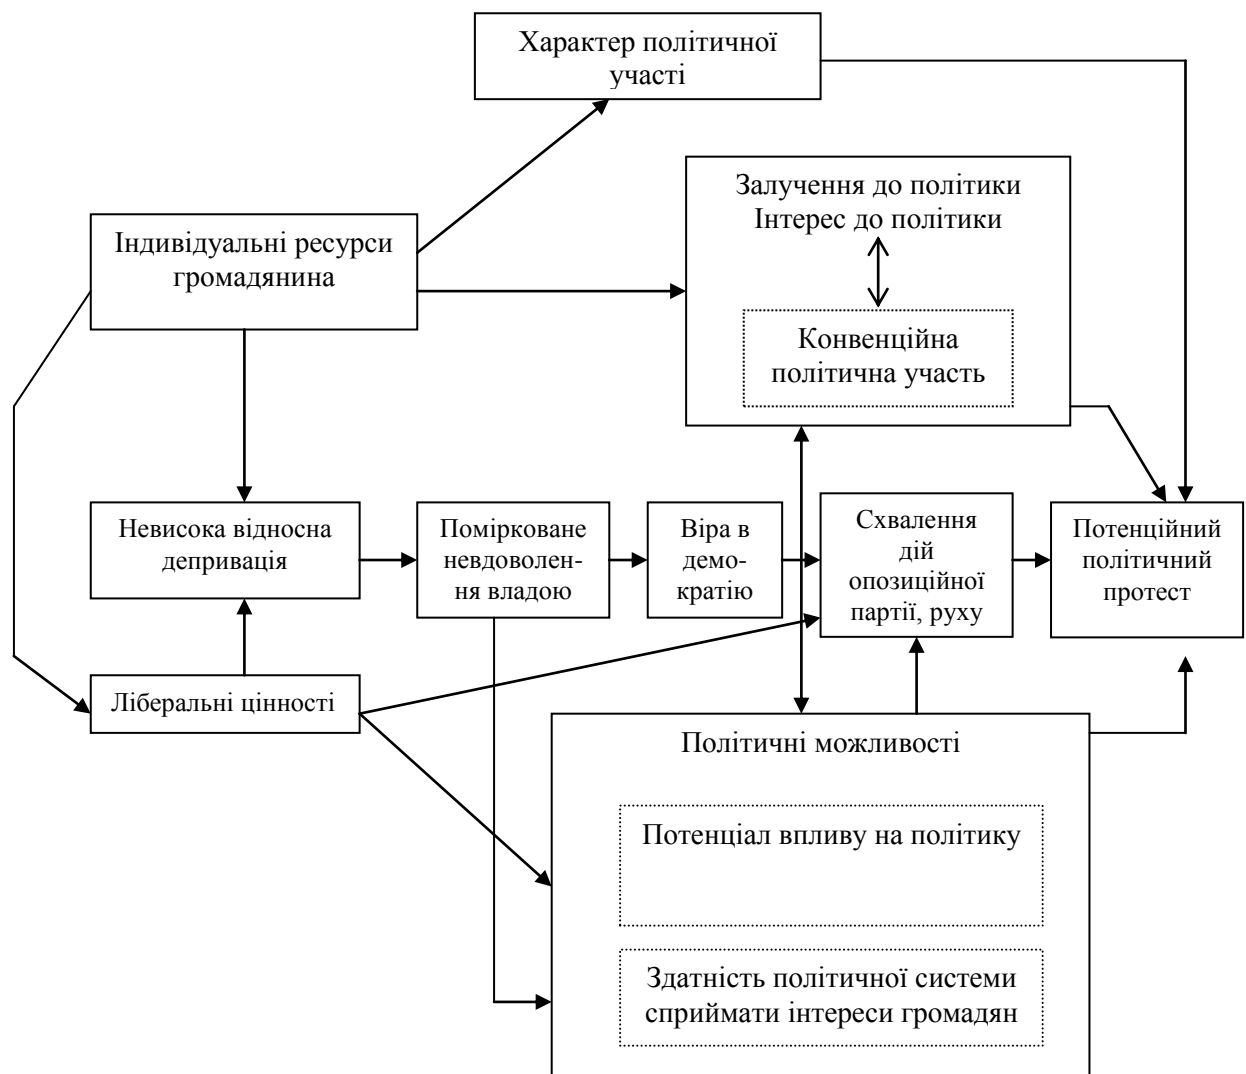 Характер політичної
участі
Залучення до політики
Інтерес до політики
Індивідуальні ресурси
громадянина
Конвенційна
політична участь
Невисока відносна
депривація
Помірковане
невдоволен-
ня владою
Віра в
демо-
кратію
Схвалення
дій
опозиційної
партії, руху
Потенційний
політичний
протест
Ліберальні цінності
Політичні можливості
Потенціал впливу на політику
Здатність політичної системи
сприймати інтереси громадян